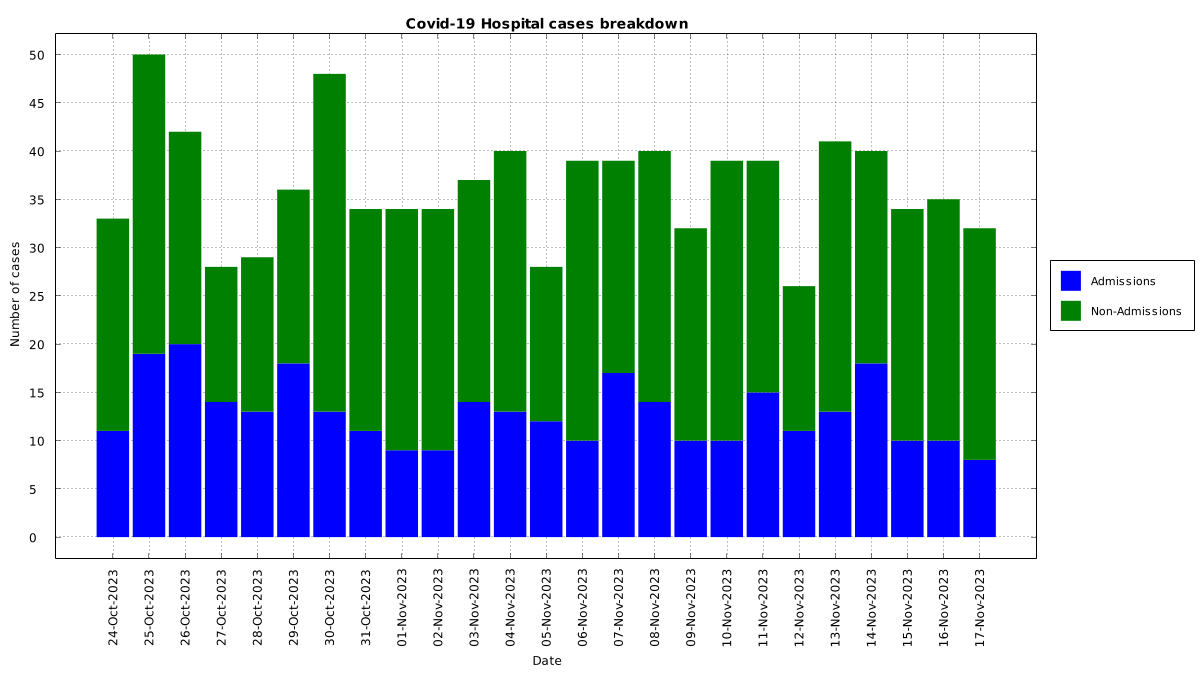 Covid-19 Hospital cases breakdown
50
45
40
35
30
25
20
15
10
5
0
Number of cases
24-Oct-2023
25-Oct-2023
26-Oct-2023
27-Oct-2023
28-Oct-2023
29-Oct-2023
30-Oct-2023
31-Oct-2023
01-Nov-2023
02-Nov-2023
03-Nov-2023
04-Nov-2023
05-Nov-2023
06-Nov-2023
07-Nov-2023
08-Nov-2023
09-Nov-2023
10-Nov-2023
11-Nov-2023
12-Nov-2023
13-Nov-2023
14-Nov-2023
15-Nov-2023
16-Nov-2023
17-Nov-2023
Date
Admissions
Non-Admissions